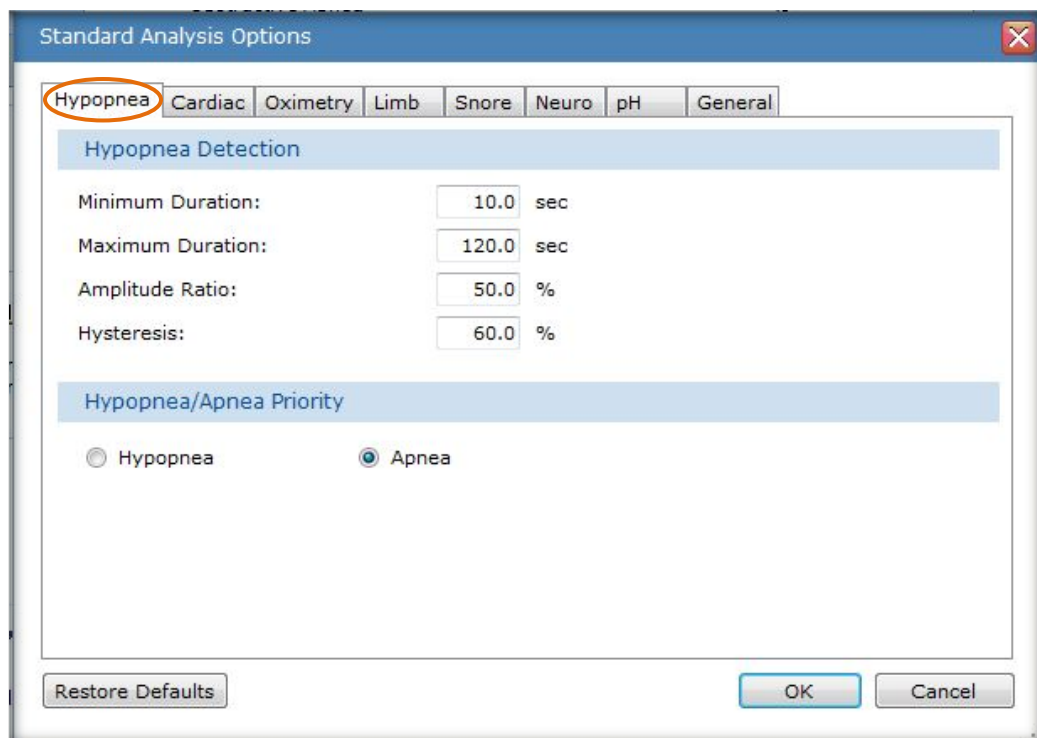 Standard Analysis Options
Hypopnea Cardiac Oximetry Limb Snore Neuro pH General
Hypopnea Detection
Minimum Duration: 10.0 sec
Maximum Duration: 120.0 sec
Amplitude Ratio: 50.0 %
Hysteresis: 60.0 %
Hypopnea/Apnea Priority
Hypopnea Apnea
Restore Defaults OK Cancel